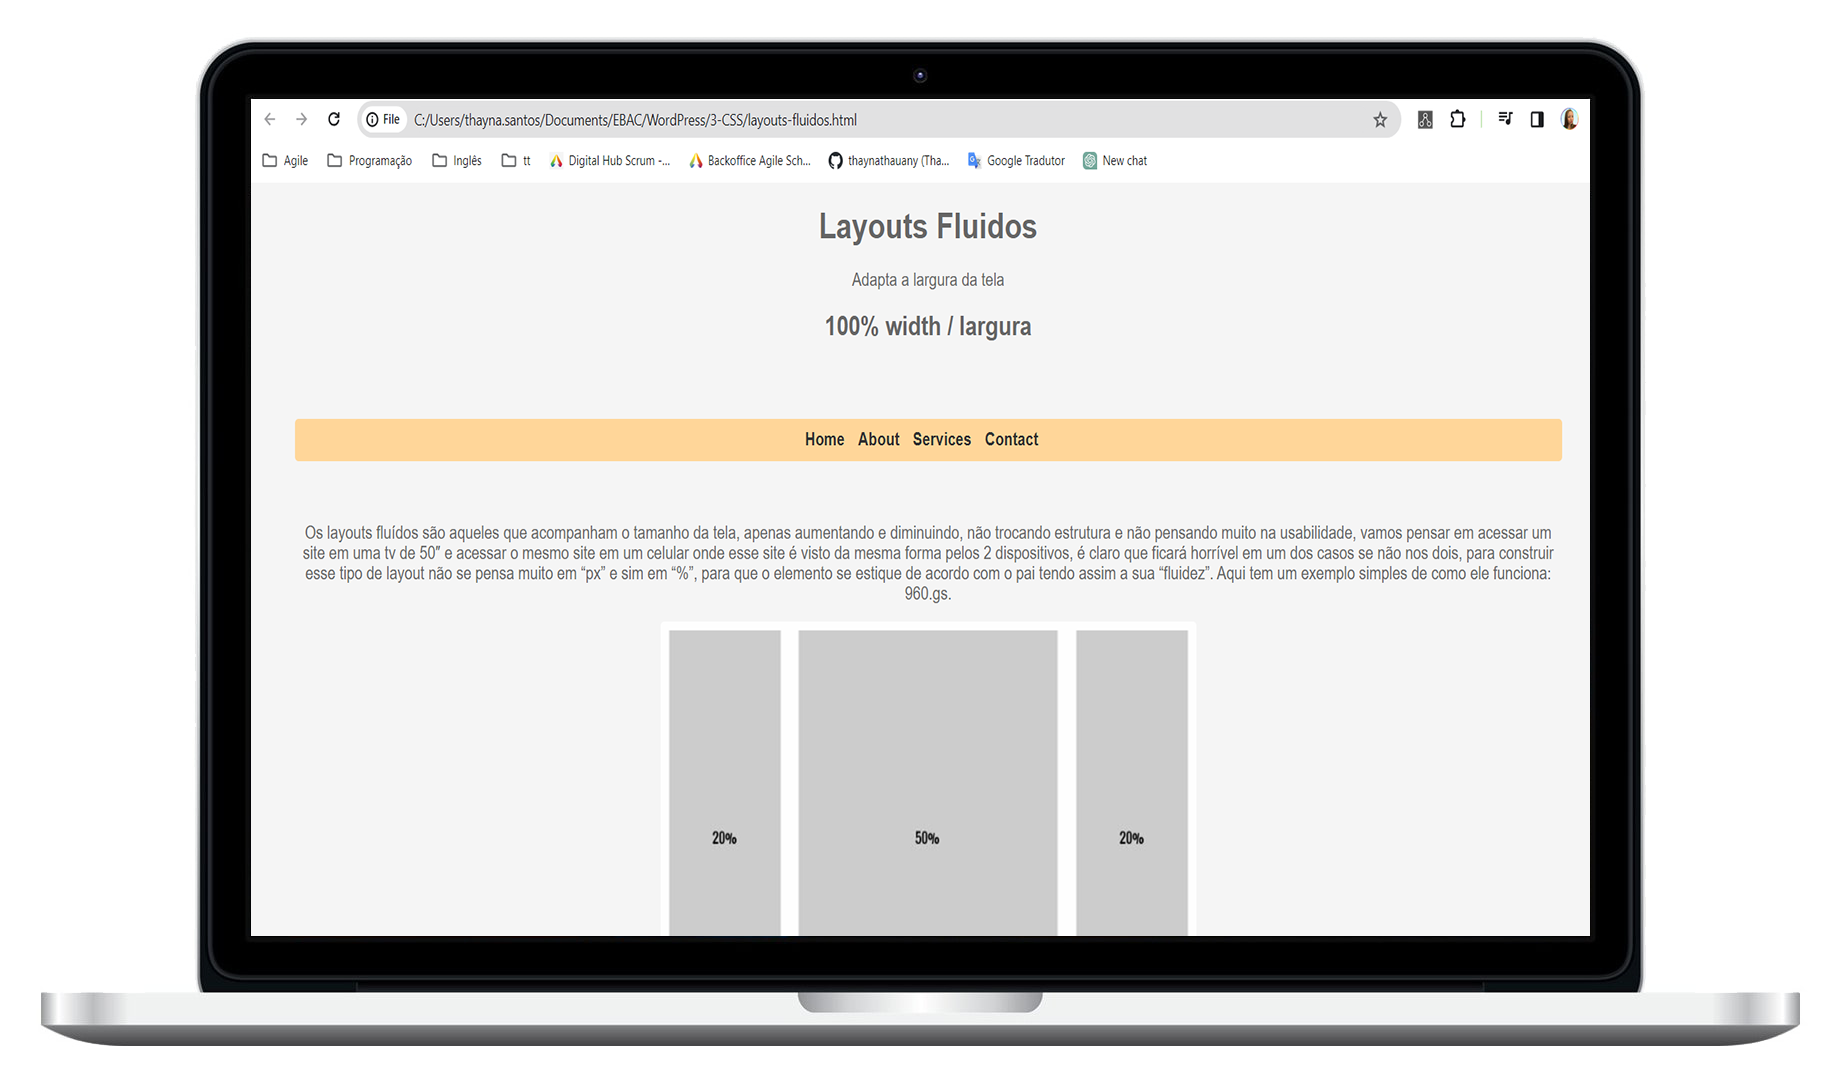 File C:/Users/thayna.santos/Documents/EBAC/WordPress/3-CSS/layouts-fluidos.html
Agile Programação Inglês tt Digital Hub Scrum -... Backoffice Agile Sch... thaynathauany (Tha... Google Tradutor New chat
Layouts Fluidos
Adapta a largura da tela
100% width / largura
Home About Services Contact
Os layouts fluídos são aqueles que acompanham o tamanho da tela, apenas aumentando e diminuindo, não trocando estrutura e não pensando muito na usabilidade, vamos pensar em acessar um
site em uma tv de 50″ e acessar o mesmo site em um celular onde esse site é visto da mesma forma pelos 2 dispositivos, é claro que ficará horrível em um dos casos se não nos dois, para construir
esse tipo de layout não se pensa muito em “px” e sim em “%”, para que o elemento se estique de acordo com o pai tendo assim a sua “fluidez”. Aqui tem um exemplo simples de como ele funciona:
960.gs.
20% 50% 20%